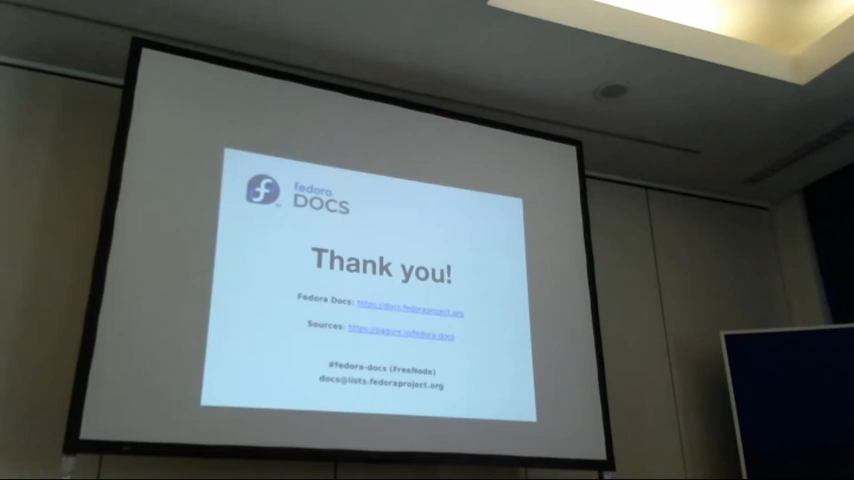 fedora
DOCS
Thank you!
Fedora Docs: https://docs.fedoraproject.org
Sources: https://pagure.io/fedora-docs
#fedora-docs (FreeNode)
docs@lists.fedoraproject.org